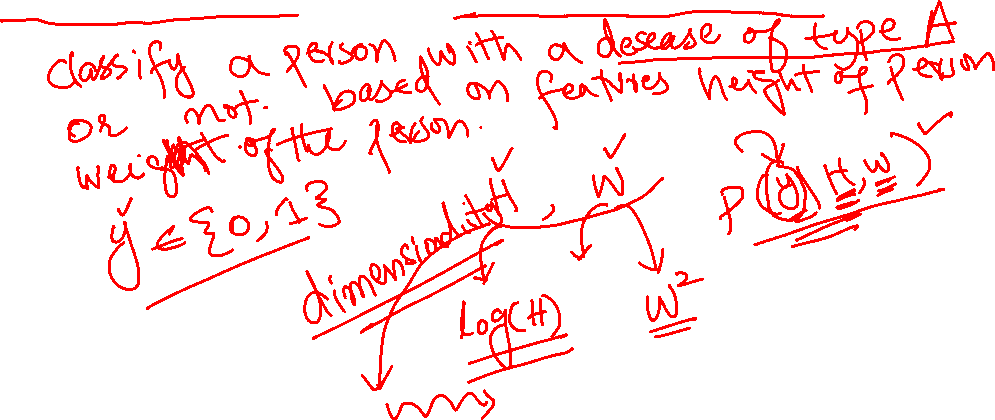 classify a person with a desease of type A
or not. based on features height of person
weight of the person.
y ∈ {0,1}
dimensionality
H, W
P(y|H,W)
Log(H)
W²